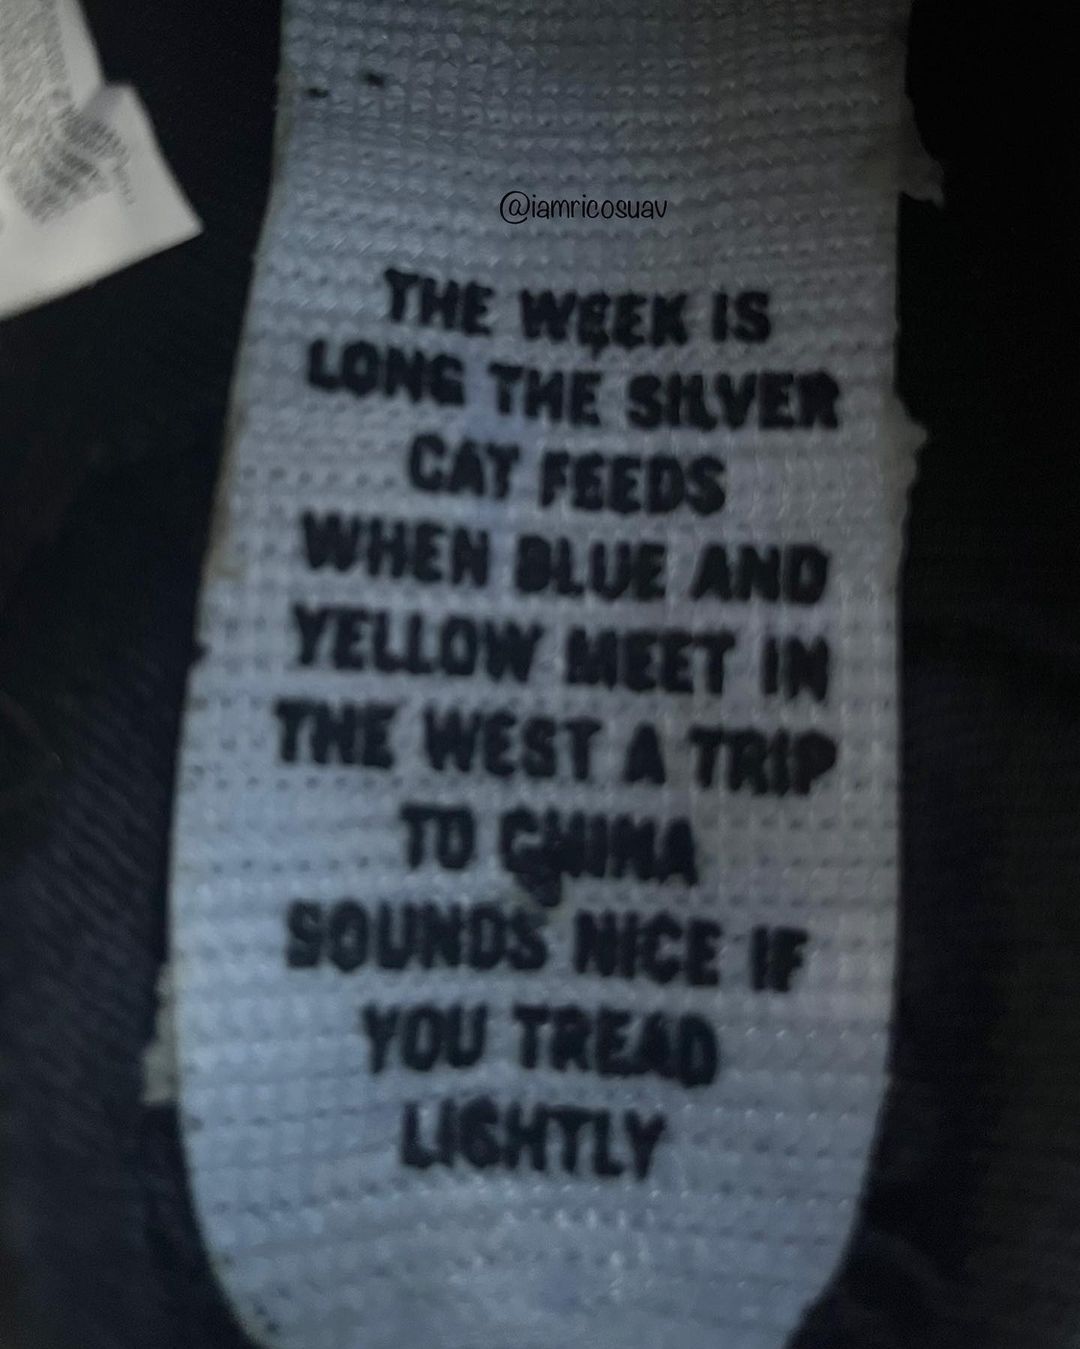 @iamricosuav
THE WEEK IS
LONG THE SILVER
CAT FEEDS
WHEN BLUE AND
YELLOW MEET IN
THE WEST A TRIP
TO CHINA
SOUNDS NICE IF
YOU TREAD
LIGHTLY